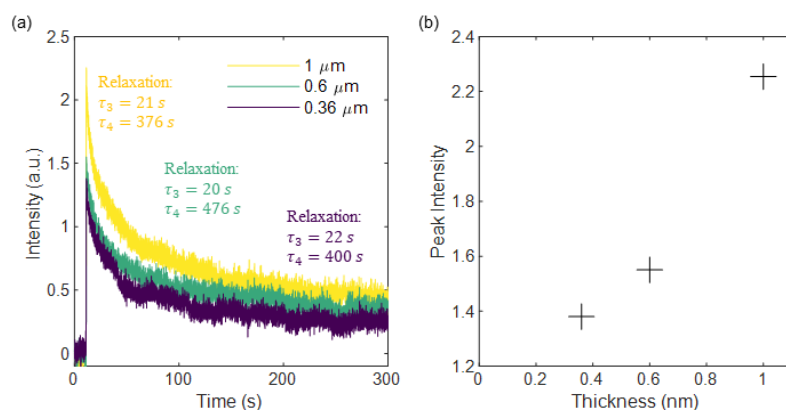 (a)
Intensity (a.u.)
2.5
2
1.5
1
0.5
0
0
100
200
300
Time (s)
1 μm
0.6 μm
0.36 μm
Relaxation:
τ₃ = 21 s
τ₄ = 376 s
Relaxation:
τ₃ = 20 s
τ₄ = 476 s
Relaxation:
τ₃ = 22 s
τ₄ = 400 s
(b)
Peak Intensity
2.4
2.2
2
1.8
1.6
1.4
1.2
0
0.2
0.4
0.6
0.8
1
Thickness (nm)